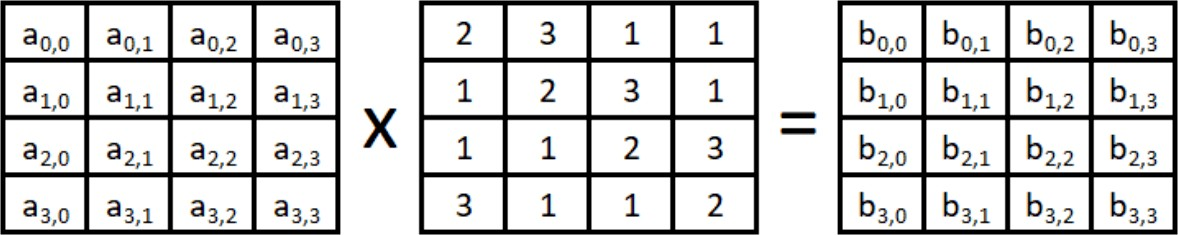 a0,0 a0,1 a0,2 a0,3 2 3 1 1 b0,0 b0,1 b0,2 b0,3
a1,0 a1,1 a1,2 a1,3 1 2 3 1 b1,0 b1,1 b1,2 b1,3
x =
a2,0 a2,1 a2,2 a2,3 1 1 2 3 b2,0 b2,1 b2,2 b2,3
a3,0 a3,1 a3,2 a3,3 3 1 1 2 b3,0 b3,1 b3,2 b3,3